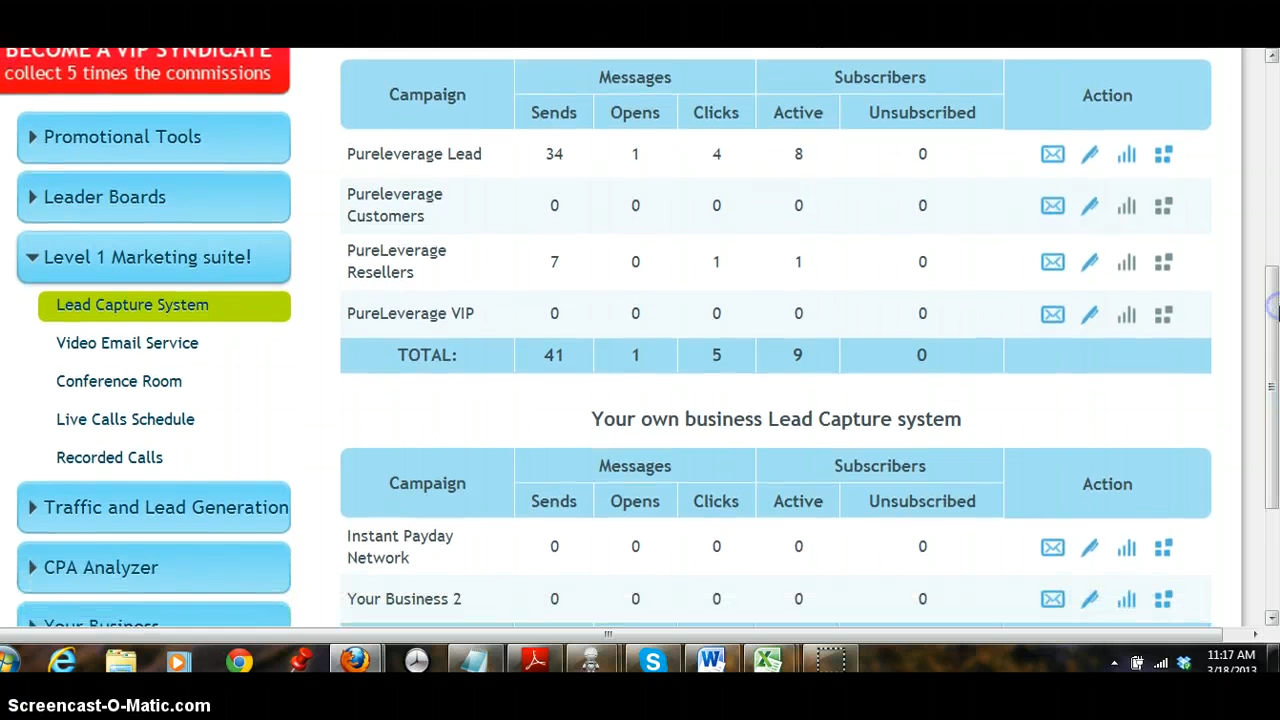 BECOME A VIP SYNDICATE
collect 5 times the commissions
Promotional Tools
Leader Boards
Level 1 Marketing suite!
Lead Capture System
Video Email Service
Conference Room
Live Calls Schedule
Recorded Calls
Traffic and Lead Generation
CPA Analyzer
Your Business
Campaign Messages Subscribers Action
Sends Opens Clicks Active Unsubscribed
Pureleverage Lead 34 1 4 8 0
Pureleverage
Customers 0 0 0 0 0
PureLeverage
Resellers 7 0 1 1 0
PureLeverage VIP 0 0 0 0 0
TOTAL: 41 1 5 9 0
Your own business Lead Capture system
Campaign Messages Subscribers Action
Sends Opens Clicks Active Unsubscribed
Instant Payday
Network 0 0 0 0 0
Your Business 2 0 0 0 0 0
11:17 AM
3/18/2013
Screencast-O-Matic.com